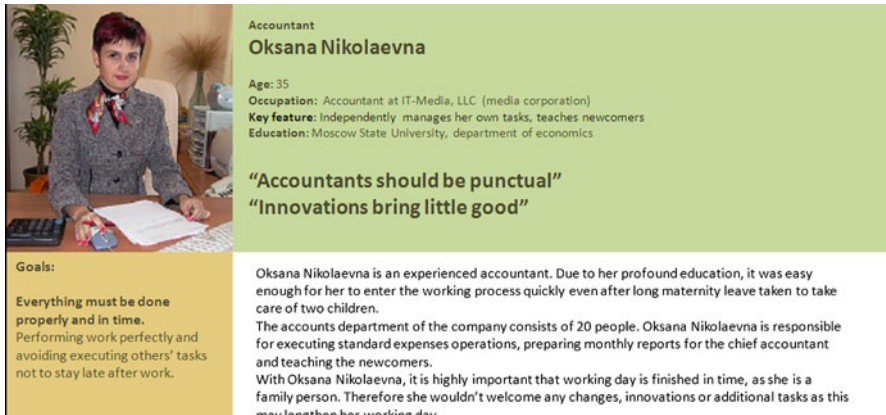 Accountant
Oksana Nikolaevna
Age: 35
Occupation: Accountant at IT-Media, LLC (media corporation)
Key feature: Independently manages her own tasks, teaches newcomers
Education: Moscow State University, department of economics
“Accountants should be punctual”
“Innovations bring little good”
Goals:
Everything must be done
properly and in time.
Performing work perfectly and
avoiding executing others’ tasks
not to stay late after work.
Oksana Nikolaevna is an experienced accountant. Due to her profound education, it was easy
enough for her to enter the working process quickly even after long maternity leave taken to take
care of two children.
The accounts department of the company consists of 20 people. Oksana Nikolaevna is responsible
for executing standard expenses operations, preparing monthly reports for the chief accountant
and teaching the newcomers.
With Oksana Nikolaevna, it is highly important that working day is finished in time, as she is a
family person. Therefore she wouldn’t welcome any changes, innovations or additional tasks as this
may lengthen her working day